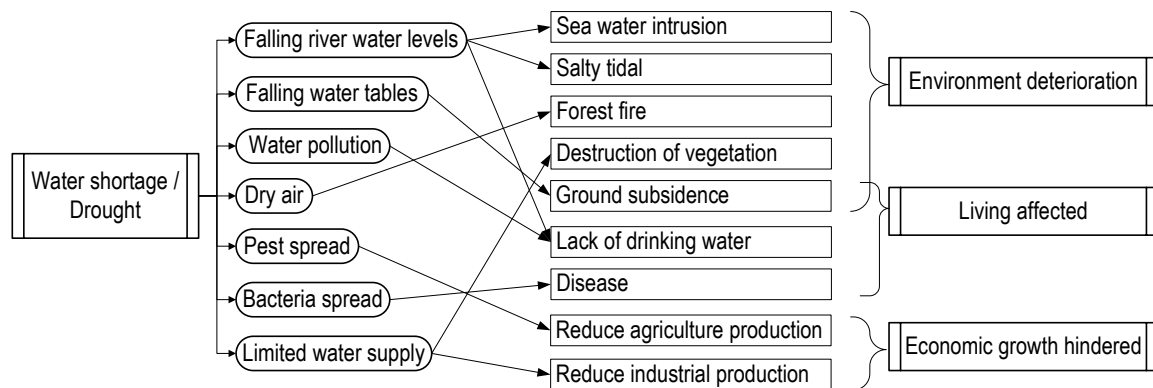 Water shortage /
Drought
Falling river water levels
Falling water tables
Water pollution
Dry air
Pest spread
Bacteria spread
Limited water supply
Sea water intrusion
Salty tidal
Forest fire
Destruction of vegetation
Ground subsidence
Lack of drinking water
Disease
Reduce agriculture production
Reduce industrial production
Environment deterioration
Living affected
Economic growth hindered